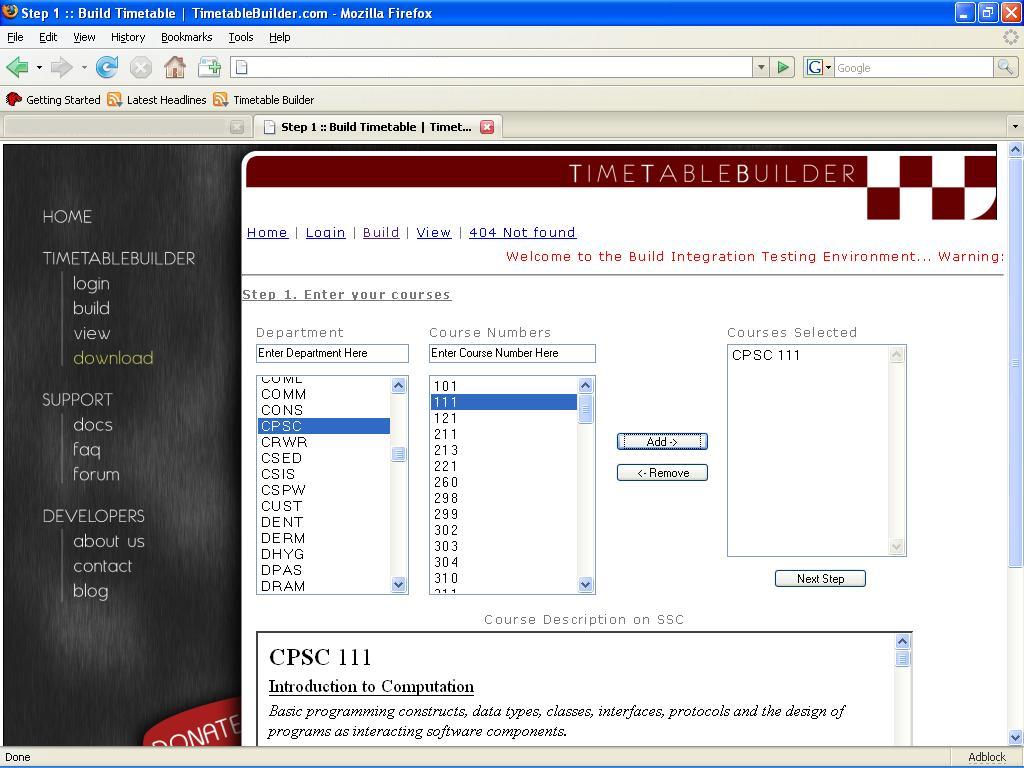 Step 1 :: Build Timetable | TimetableBuilder.com - Mozilla Firefox
File Edit View History Bookmarks Tools Help
G Google
Getting Started Latest Headlines Timetable Builder
Step 1 :: Build Timetable | Timet...
TIMETABLEBUILDER
HOME
TIMETABLEBUILDER
login
build
view
download
SUPPORT
docs
faq
forum
DEVELOPERS
about us
contact
blog
DONATE
Home | Login | Build | View | 404 Not found
Welcome to the Build Integration Testing Environment... Warning:
Step 1. Enter your courses
Department
Enter Department Here
COML
COMM
CONS
CPSC
CRWR
CSED
CSIS
CSPW
CUST
DENT
DERM
DHYG
DPAS
DRAM
Course Numbers
Enter Course Number Here
101
111
121
211
213
221
260
298
299
302
303
304
310
311
Add ->
<- Remove
Courses Selected
CPSC 111
Next Step
Course Description on SSC
CPSC 111
Introduction to Computation
Basic programming constructs, data types, classes, interfaces, protocols and the design of
programs as interacting software components.
Done
Adblock